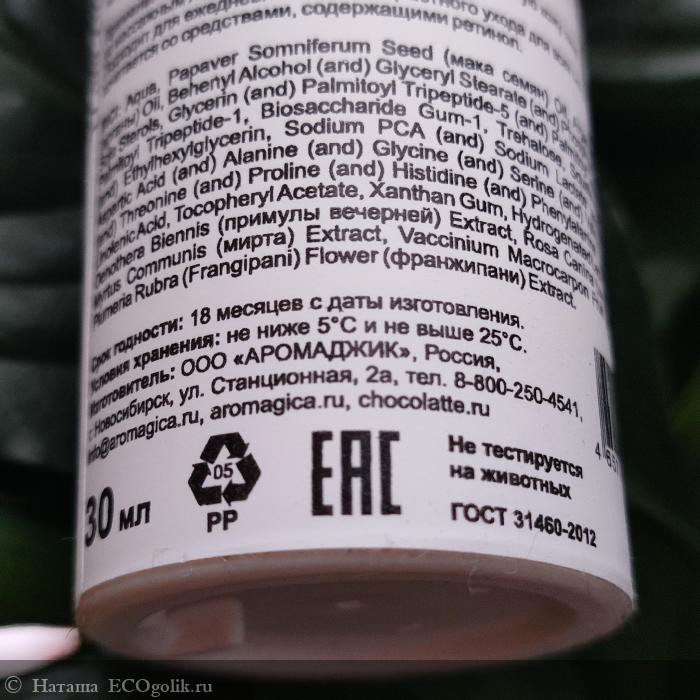 подходит для ежедневного
со средствами, содержащими ретинол.
Aqua, Papaver Somniferum Seed (мака семян) Oil,
Oil, Behenyl Alcohol (and) Glyceryl Stearate (and)
Sterols, Glycerin (and) Palmitoyl Tripeptide-5 (and)
Tripeptide-1, Biosaccharide Gum-1, Trehalose,
Ethylhexylglycerin, Sodium PCA (and) Sodium
Aspartic Acid (and) Alanine (and) Glycine (and) Serine (and)
Threonine (and) Proline (and) Histidine (and)
Linolenic Acid, Tocopheryl Acetate, Xanthan Gum, Hydrogenated
Oenothera Biennis (примулы вечерней) Extract, Rosa Canina
Myrtus Communis (мирта) Extract, Vaccinium Macrocarpon
Plumeria Rubra (Frangipani) Flower (франжипани) Extract.
Срок годности: 18 месяцев с даты изготовления.
Условия хранения: не ниже 5°С и не выше 25°С.
Изготовитель: ООО «АРОМАДЖИК», Россия,
г. Новосибирск, ул. Станционная, 2а, тел. 8-800-250-4541,
info@aromagica.ru, aromagica.ru, chocolatte.ru
30 мл
05
PP
EAC
Не тестируется
на животных
ГОСТ 31460-2012
© Наташа ECOgolik.ru